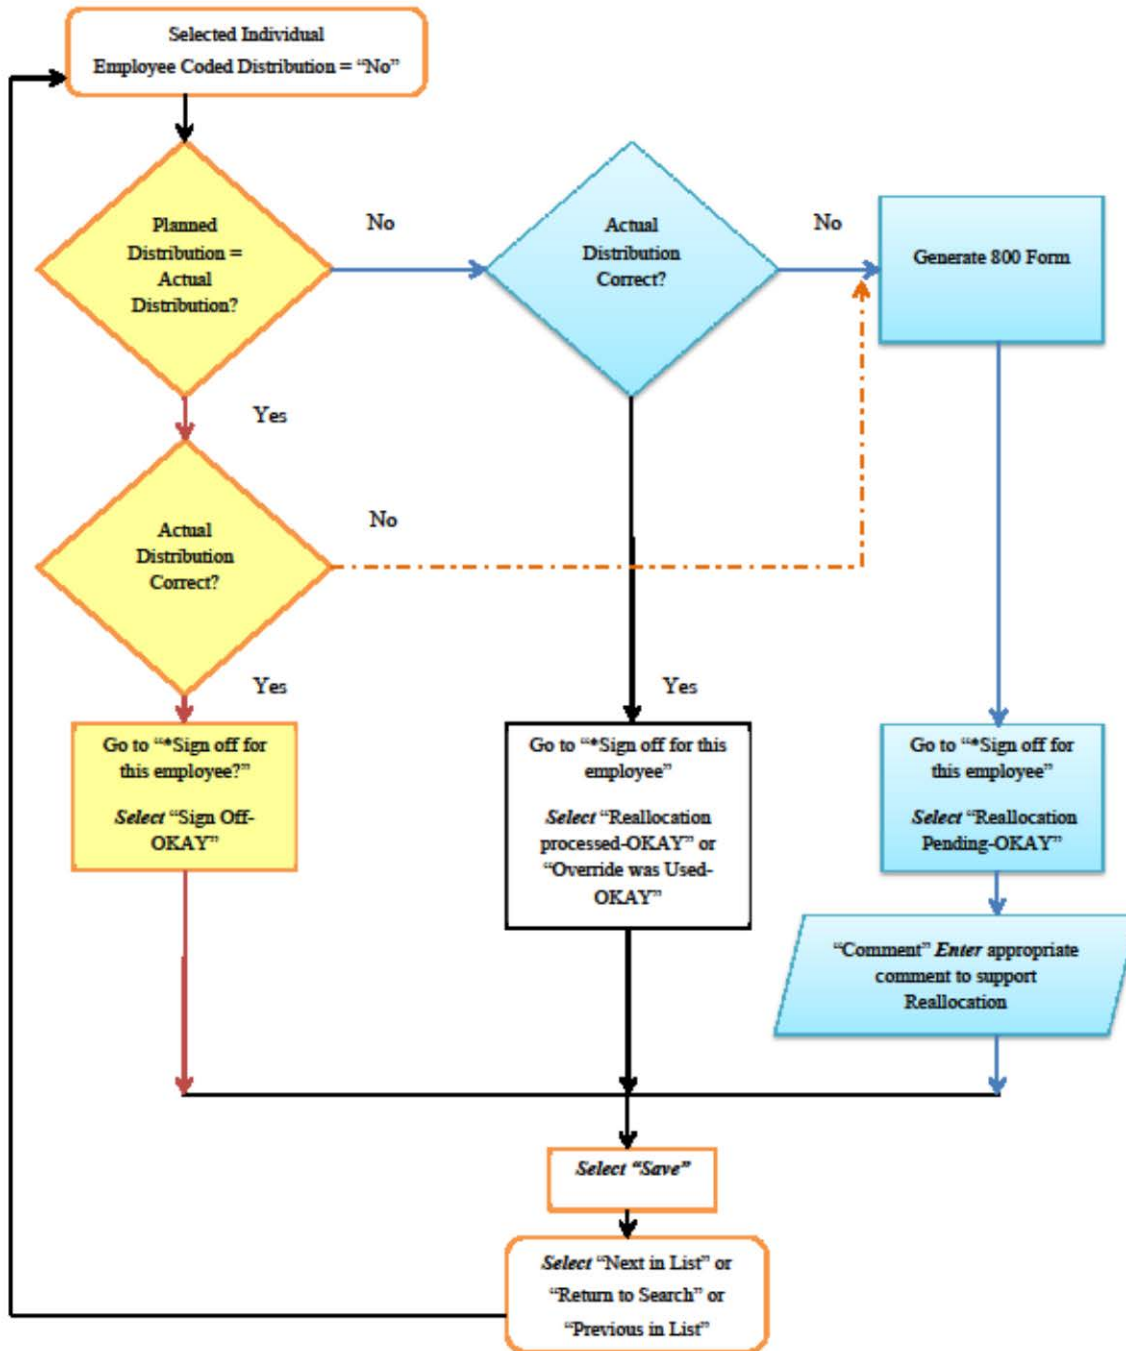 Selected Individual
Employee Coded Distribution = “No”
Planned
Distribution =
Actual
Distribution?
No
Actual
Distribution
Correct?
No
Generate 800 Form
Yes
Actual
Distribution
Correct?
No
Yes
Yes
Go to “*Sign off for
this employee?”
Select “Sign Off-
OKAY”
Go to “*Sign off for this
employee”
Select “Reallocation
processed-OKAY” or
“Override was Used-
OKAY”
Go to “*Sign off for
this employee”
Select “Reallocation
Pending-OKAY”
“Comment” Enter appropriate
comment to support
Reallocation
Select “Save”
Select “Next in List” or
“Return to Search” or
“Previous in List”